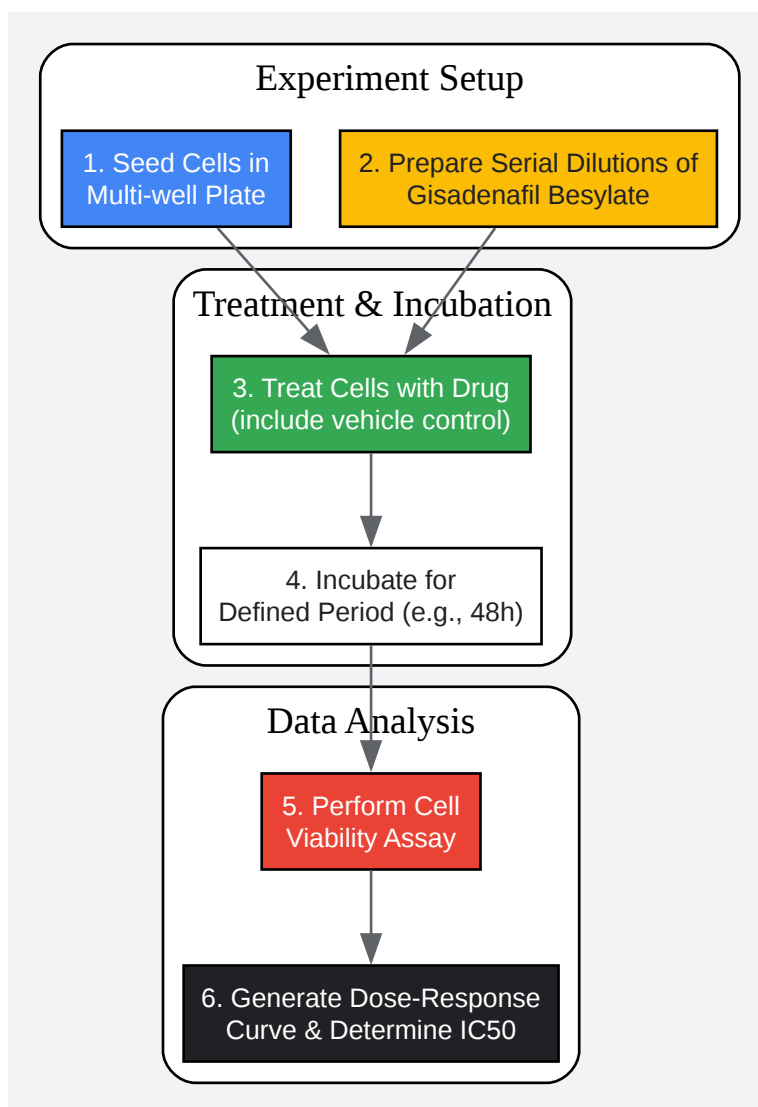 Experiment Setup
1. Seed Cells in
Multi-well Plate
2. Prepare Serial Dilutions of
Gisadenafil Besylate
Treatment & Incubation
3. Treat Cells with Drug
(include vehicle control)
4. Incubate for
Defined Period (e.g., 48h)
Data Analysis
5. Perform Cell
Viability Assay
6. Generate Dose-Response
Curve & Determine IC50